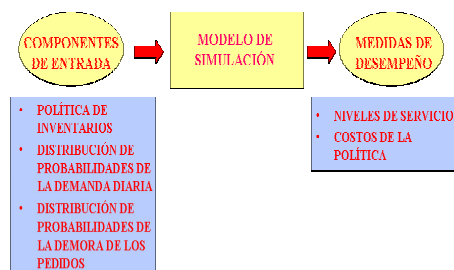 COMPONENTES
DE ENTRADA
MODELO DE
SIMULACIÓN
MEDIDAS DE
DESEMPEÑO
• POLÍTICA DE
INVENTARIOS
• DISTRIBUCIÓN DE
PROBABILIDADES DE
LA DEMANDA DIARIA
• DISTRIBUCIÓN DE
PROBABILIDADES DE
LA DEMORA DE LOS
PEDIDOS
• NIVELES DE SERVICIO
• COSTOS DE LA
POLÍTICA